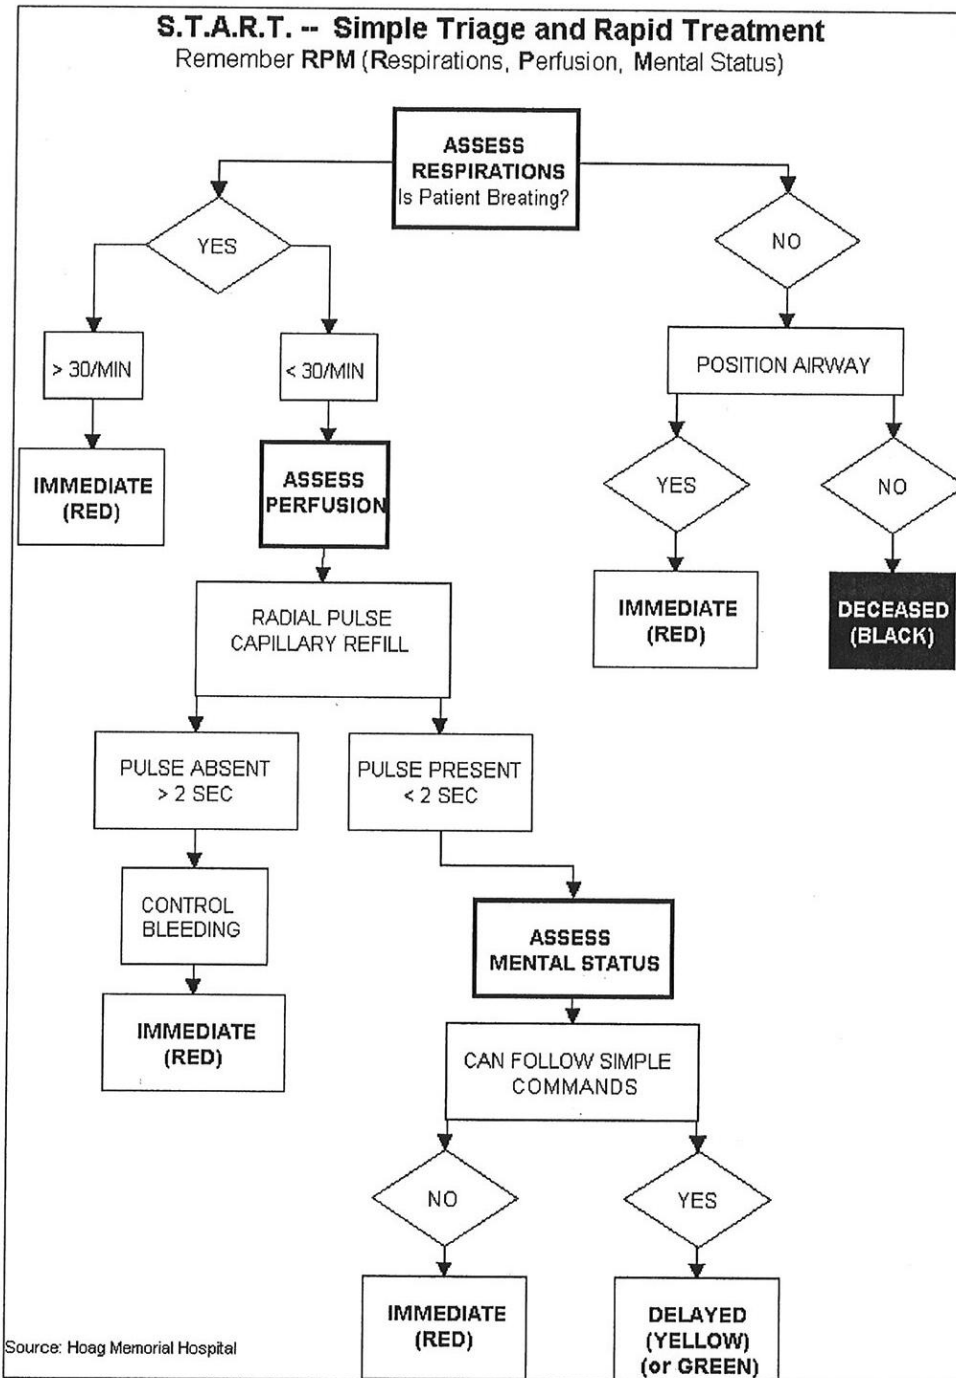 S.T.A.R.T. -- Simple Triage and Rapid Treatment
Remember RPM (Respirations, Perfusion, Mental Status)
ASSESS
RESPIRATIONS
Is Patient Breating?
YES
NO
> 30/MIN
< 30/MIN
POSITION AIRWAY
IMMEDIATE
(RED)
ASSESS
PERFUSION
YES
NO
RADIAL PULSE
CAPILLARY REFILL
IMMEDIATE
(RED)
DECEASED
(BLACK)
PULSE ABSENT
> 2 SEC
PULSE PRESENT
< 2 SEC
CONTROL
BLEEDING
ASSESS
MENTAL STATUS
IMMEDIATE
(RED)
CAN FOLLOW SIMPLE
COMMANDS
NO
YES
IMMEDIATE
(RED)
DELAYED
(YELLOW)
(or GREEN)
Source: Hoag Memorial Hospital